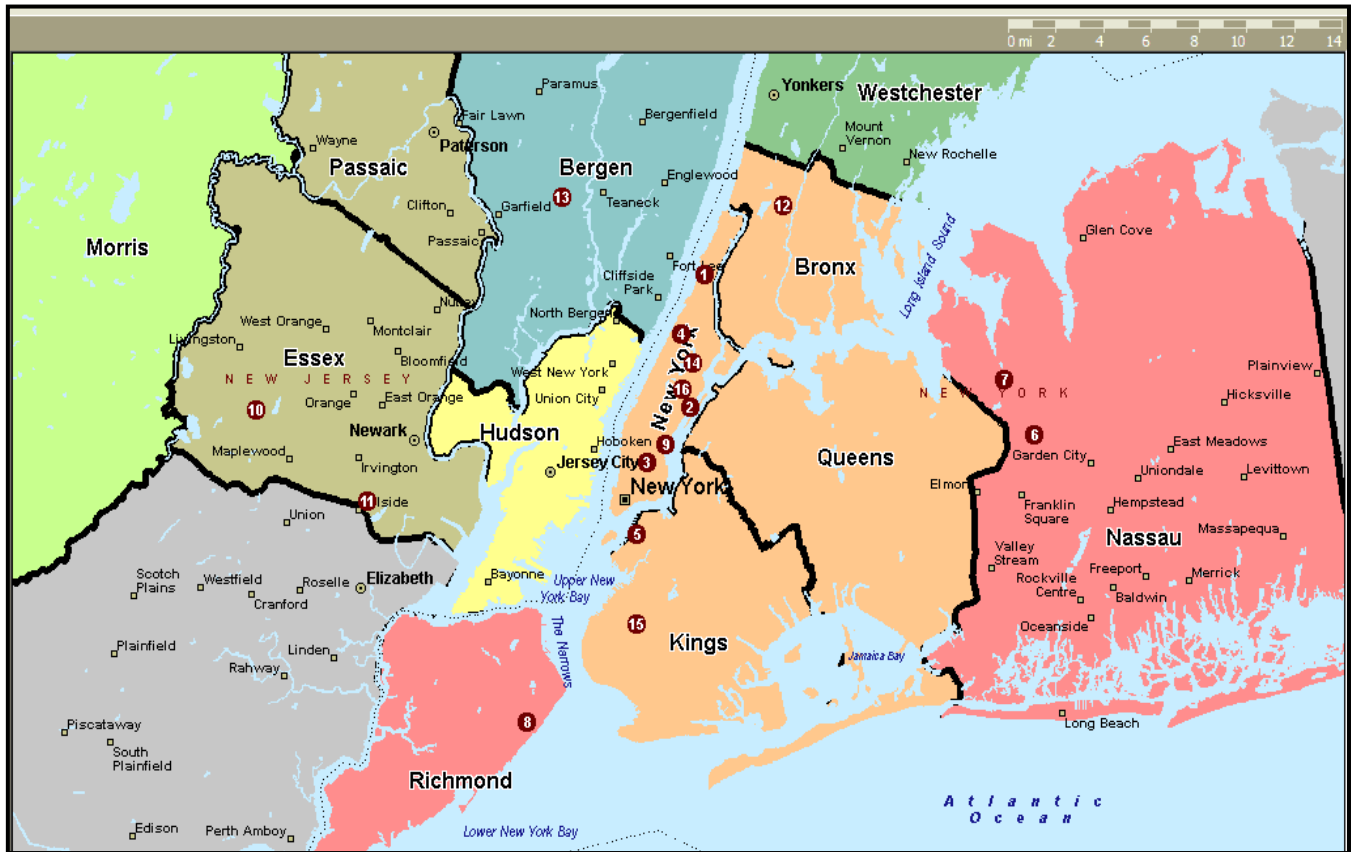 0 mi 2 4 6 8 10 12 14
Paramus
Yonkers
Westchester
Bergenfield
Fair Lawn
Paterson
Wayne
Mount
Vernon
New Rochelle
Passaic
Bergen
Englewood
13
Teaneck
12
Clifton
Garfield
Passaic
Morris
Glen Cove
Long Island Sound
Bronx
Fort Lee
1
Cliffside
Park
North Bergen
West Orange
Montclair
Livingston
Essex
Bloomfield
4
14
New York
West New York
Plainview
NEW JERSEY
7
NEW YORK
16
Union City
Orange
East Orange
10
2
Hicksville
Newark
Hudson
6
Hoboken
9
East Meadows
Maplewood
Irvington
Jersey City
3
Queens
Garden City
Uniondale
Levittown
New York
Elmont
11
llside
Union
Franklin
Square
Hempstead
5
Massapequa
Nassau
Valley
Stream
Scotch
Plains
Westfield
Roselle
Elizabeth
Cranford
Bayonne
Upper New
York Bay
Freeport
Merrick
Rockville
Centre
Baldwin
Oceanside
15
Kings
The Narrows
Plainfield
Linden
Rahway
Jamaica Bay
Piscataway
South
Plainfield
8
Long Beach
Richmond
Atlantic
Ocean
Edison
Perth Amboy
Lower New York Bay